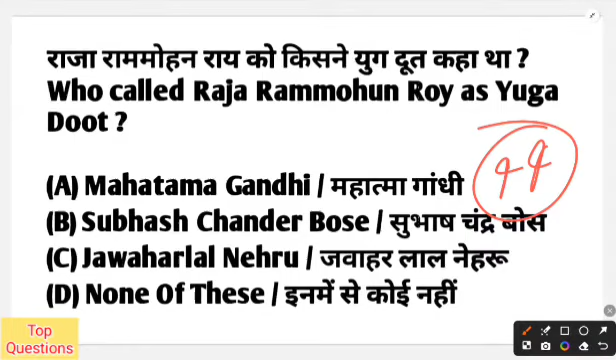 राजा राममोहन राय को किसने युग दूत कहा था ?
Who called Raja Rammohun Roy as Yuga
Doot ?
(A) Mahatama Gandhi / महात्मा गांधी
(B) Subhash Chander Bose / सुभाष चंद्र बोस
(C) Jawaharlal Nehru / जवाहर लाल नेहरू
(D) None Of These / इनमें से कोई नहीं
Top
Questions